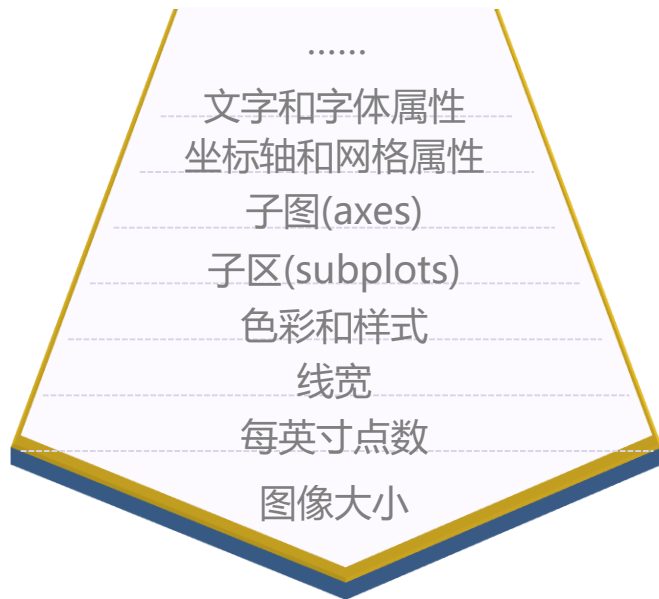 ……
文字和字体属性
坐标轴和网格属性
子图(axes)
子区(subplots)
色彩和样式
线宽
每英寸点数
图像大小